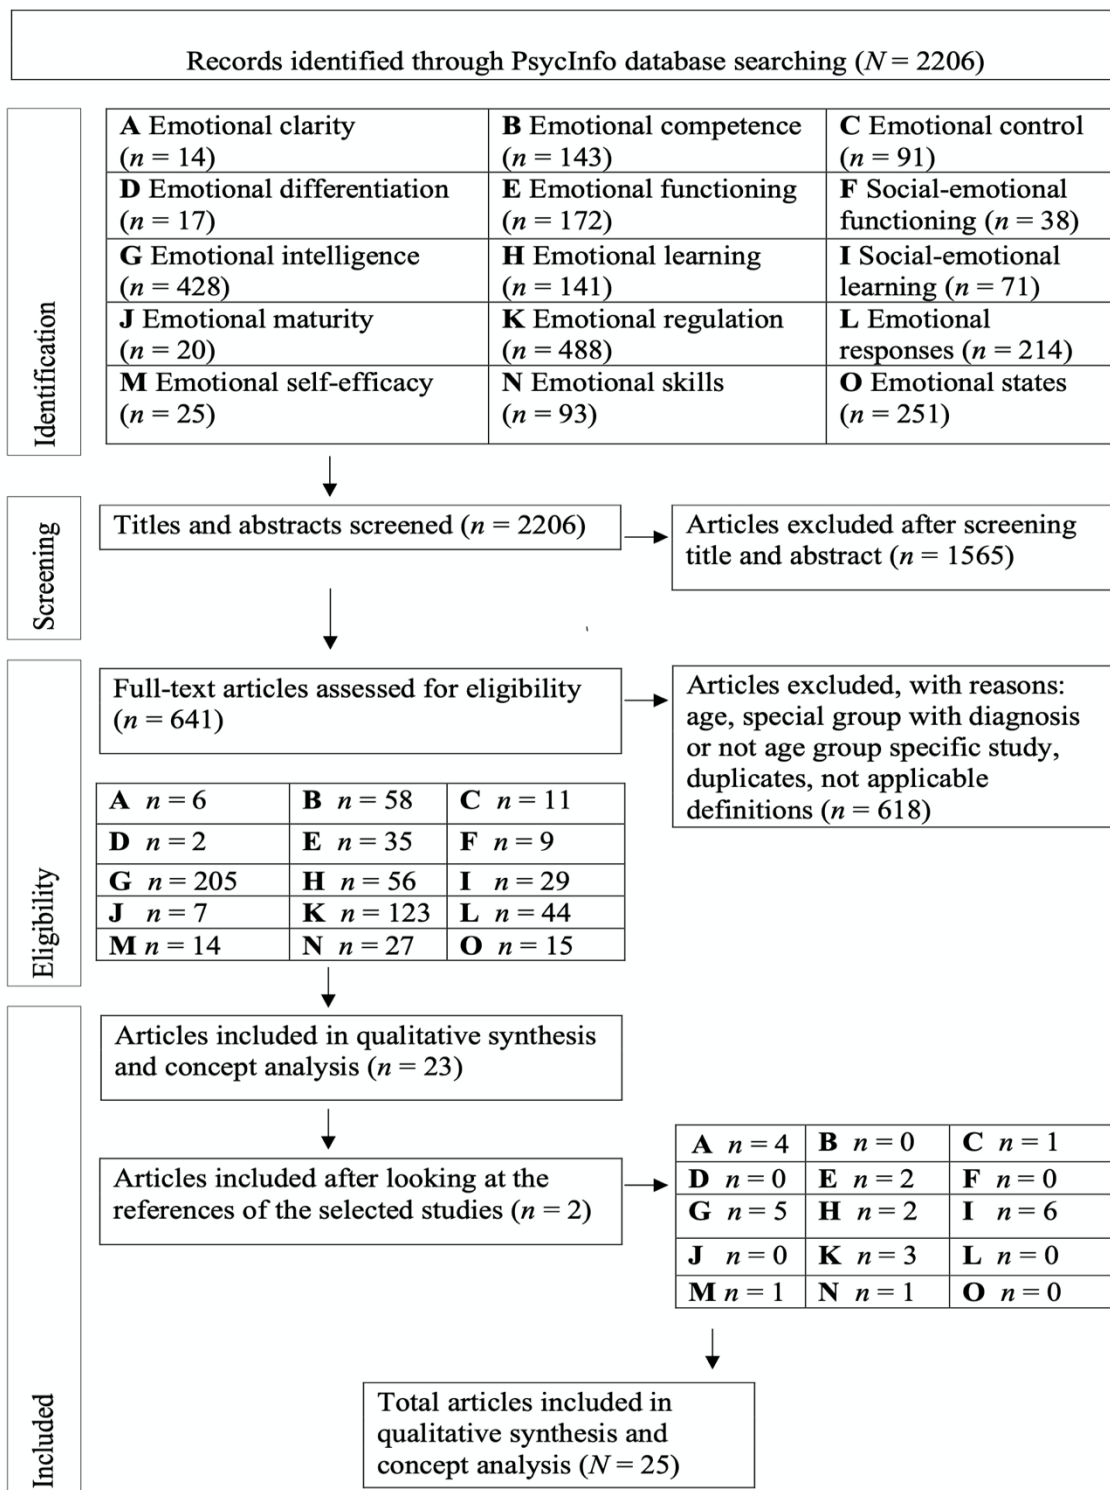 Records identified through PsycInfo database searching (N = 2206)
Identification
A Emotional clarity
(n = 14)
B Emotional competence
(n = 143)
C Emotional control
(n = 91)
D Emotional differentiation
(n = 17)
E Emotional functioning
(n = 172)
F Social-emotional
functioning (n = 38)
G Emotional intelligence
(n = 428)
H Emotional learning
(n = 141)
I Social-emotional
learning (n = 71)
J Emotional maturity
(n = 20)
K Emotional regulation
(n = 488)
L Emotional
responses (n = 214)
M Emotional self-efficacy
(n = 25)
N Emotional skills
(n = 93)
O Emotional states
(n = 251)
Screening
Titles and abstracts screened (n = 2206)
Articles excluded after screening
title and abstract (n = 1565)
Eligibility
Full-text articles assessed for eligibility
(n = 641)
Articles excluded, with reasons:
age, special group with diagnosis
or not age group specific study,
duplicates, not applicable
definitions (n = 618)
A n = 6
B n = 58
C n = 11
D n = 2
E n = 35
F n = 9
G n = 205
H n = 56
I n = 29
J n = 7
K n = 123
L n = 44
M n = 14
N n = 27
O n = 15
Included
Articles included in qualitative synthesis
and concept analysis (n = 23)
Articles included after looking at the
references of the selected studies (n = 2)
A n = 4
B n = 0
C n = 1
D n = 0
E n = 2
F n = 0
G n = 5
H n = 2
I n = 6
J n = 0
K n = 3
L n = 0
M n = 1
N n = 1
O n = 0
Total articles included in
qualitative synthesis and
concept analysis (N = 25)